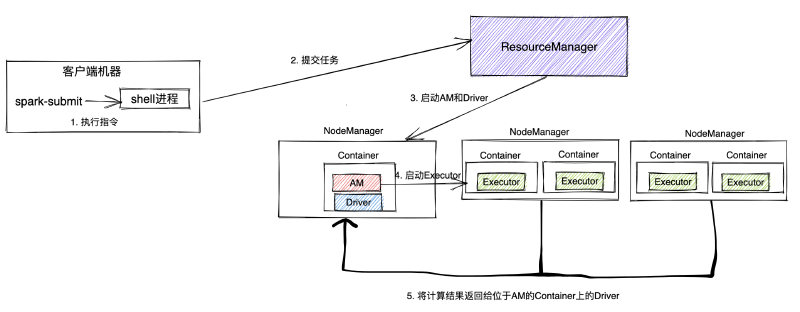 客户端机器
spark-submit
shell进程
1. 执行指令
2. 提交任务
ResourceManager
3. 启动AM和Driver
NodeManager
Container
AM
Driver
4. 启动Executor
NodeManager
Container
Executor
Container
Executor
NodeManager
Container
Executor
Container
Executor
5. 将计算结果返回给位于AM的Container上的Driver